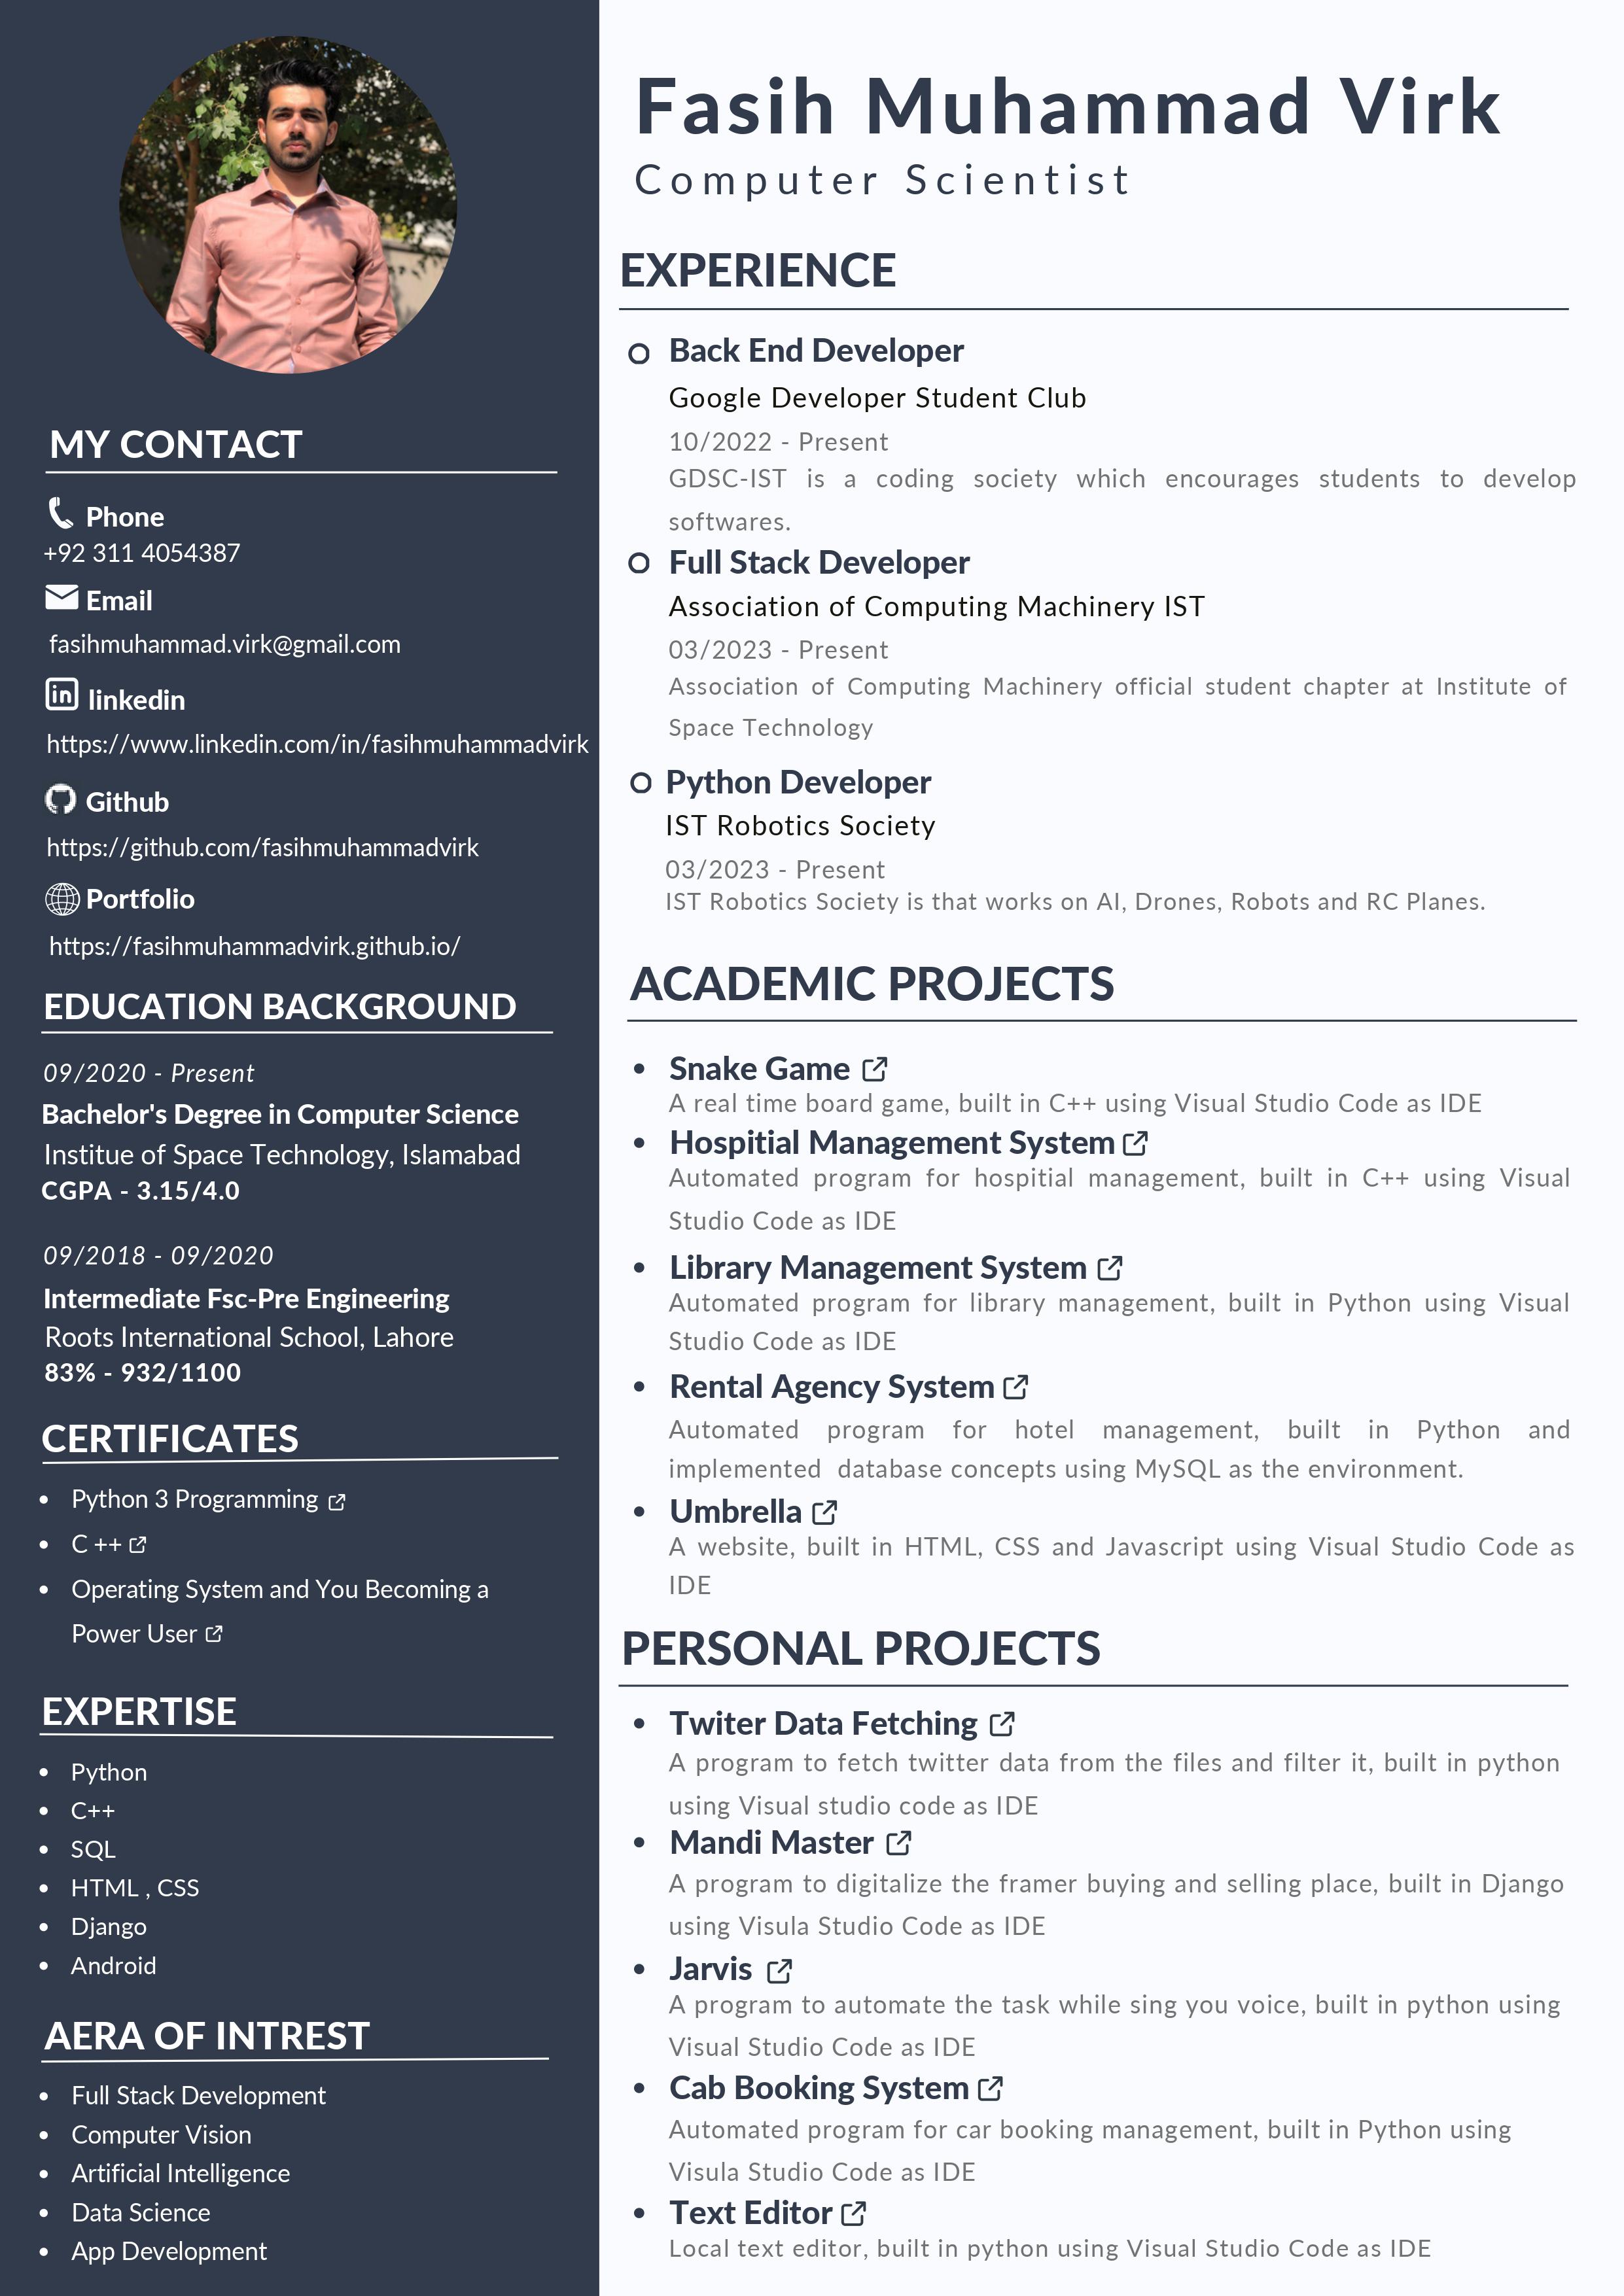 MY CONTACT
Phone
+92 311 4054387
Email
fasihmuhammad.virk@gmail.com
linkedin
https://www.linkedin.com/in/fasihmuhammadvirk
Github
https://github.com/fasihmuhammadvirk
Portfolio
https://fasihmuhammadvirk.github.io/
EDUCATION BACKGROUND
09/2020 - Present
Bachelor's Degree in Computer Science
Institue of Space Technology, Islamabad
CGPA - 3.15/4.0
09/2018 - 09/2020
Intermediate Fsc-Pre Engineering
Roots International School, Lahore
83% - 932/1100
CERTIFICATES
• Python 3 Programming
• C ++
• Operating System and You Becoming a
Power User
EXPERTISE
• Python
• C++
• SQL
• HTML , CSS
• Django
• Android
AERA OF INTREST
• Full Stack Development
• Computer Vision
• Artificial Intelligence
• Data Science
• App Development
Fasih Muhammad Virk
Computer Scientist
EXPERIENCE
Back End Developer
Google Developer Student Club
10/2022 - Present
GDSC-IST is a coding society which encourages students to develop
softwares.
Full Stack Developer
Association of Computing Machinery IST
03/2023 - Present
Association of Computing Machinery official student chapter at Institute of
Space Technology
Python Developer
IST Robotics Society
03/2023 - Present
IST Robotics Society is that works on AI, Drones, Robots and RC Planes.
ACADEMIC PROJECTS
• Snake Game
A real time board game, built in C++ using Visual Studio Code as IDE
• Hospitial Management System
Automated program for hospitial management, built in C++ using Visual
Studio Code as IDE
• Library Management System
Automated program for library management, built in Python using Visual
Studio Code as IDE
• Rental Agency System
Automated program for hotel management, built in Python and
implemented database concepts using MySQL as the environment.
• Umbrella
A website, built in HTML, CSS and Javascript using Visual Studio Code as
IDE
PERSONAL PROJECTS
• Twiter Data Fetching
A program to fetch twitter data from the files and filter it, built in python
using Visual studio code as IDE
• Mandi Master
A program to digitalize the framer buying and selling place, built in Django
using Visula Studio Code as IDE
• Jarvis
A program to automate the task while sing you voice, built in python using
Visual Studio Code as IDE
• Cab Booking System
Automated program for car booking management, built in Python using
Visula Studio Code as IDE
• Text Editor
Local text editor, built in python using Visual Studio Code as IDE